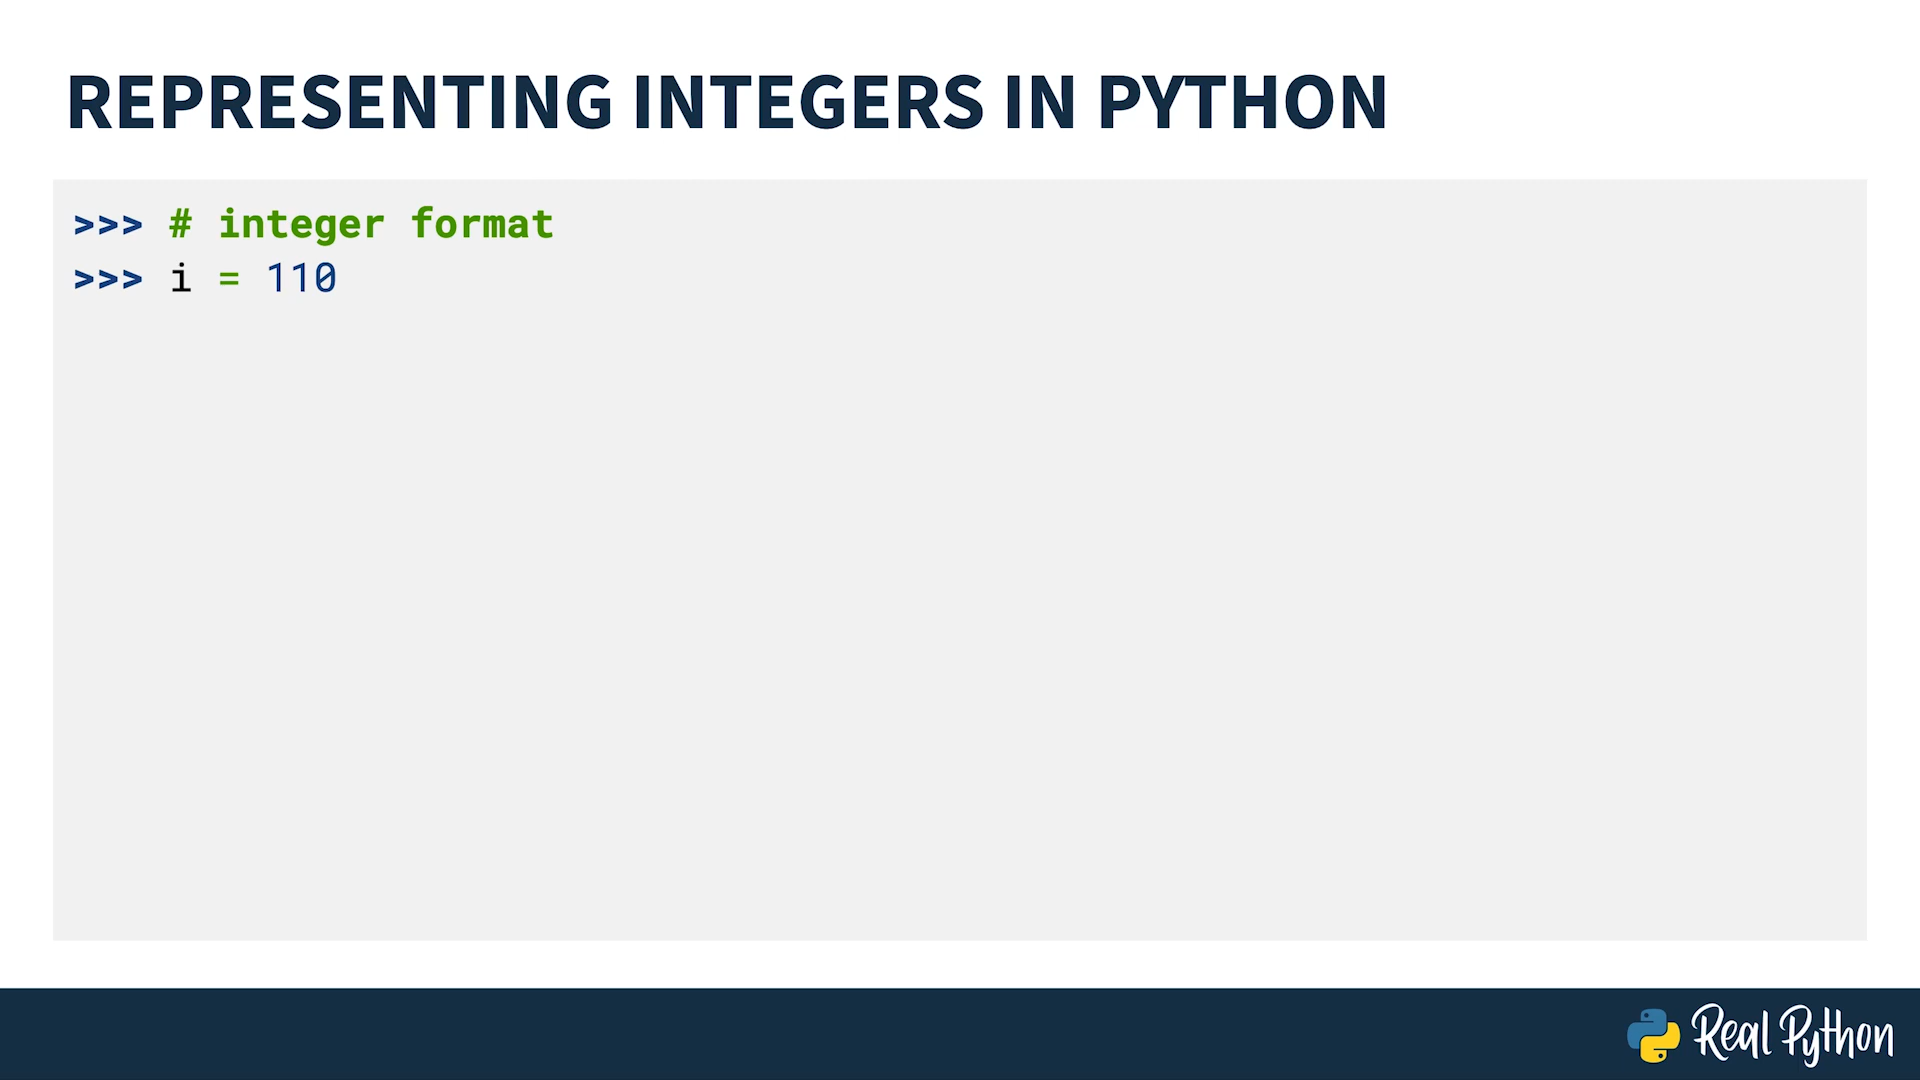 REPRESENTING INTEGERS IN PYTHON
>>> # integer format
>>> i = 110
Real Python